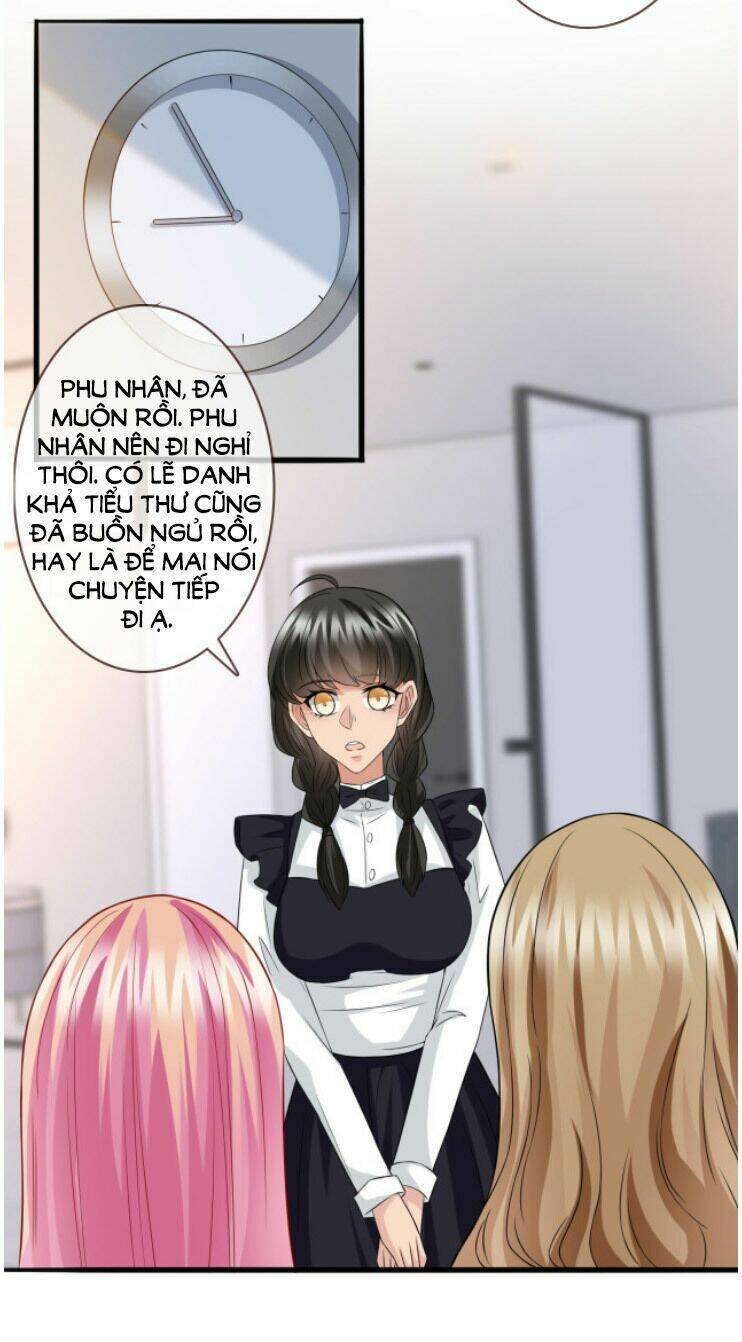 PHU NHÂN, ĐÃ
MUỘN RỒI. PHU
NHÂN NÊN ĐI NGHỈ
THÔI. CÓ LẼ DANH
KHẢ TIỂU THƯ CŨNG
ĐÃ BUỒN NGỦ RỒI,
HAY LÀ ĐỂ MAI NÓI
CHUYỆN TIẾP
ĐI Ạ.